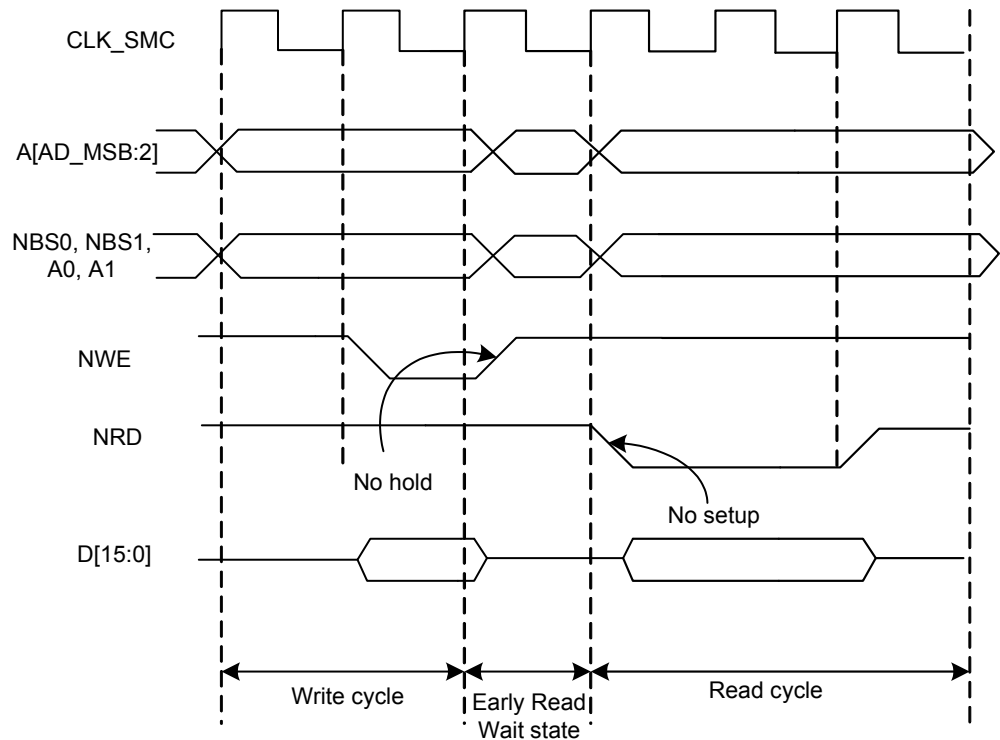 CLK_SMC
A[AD_MSB:2]
NBS0, NBS1,
A0, A1
NWE
NRD
No hold
No setup
D[15:0]
Write cycle
Early Read
Wait state
Read cycle